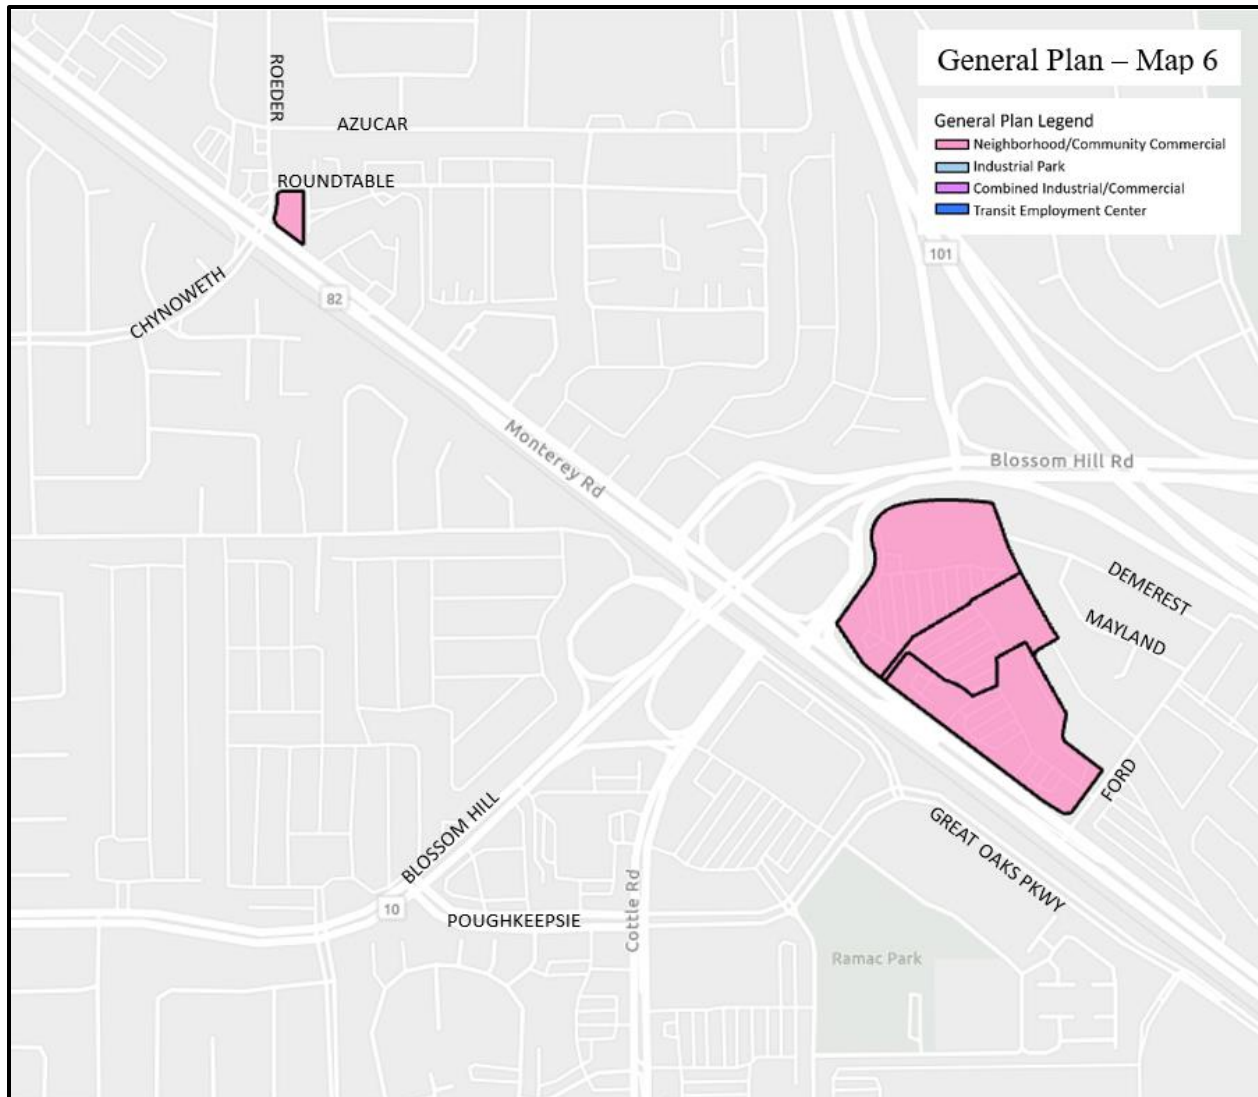 General Plan – Map 6
General Plan Legend
Neighborhood/Community Commercial
Industrial Park
Combined Industrial/Commercial
Transit Employment Center
ROEDER
AZUCAR
ROUNDTABLE
CHYNOWETH
82
101
Monterey Rd
Blossom Hill Rd
DEMEREST
MAYLAND
FORD
GREAT OAKS PKWY
BLOSSOM HILL
10
POUGHKEEPSIE
Cottle Rd
Ramac Park